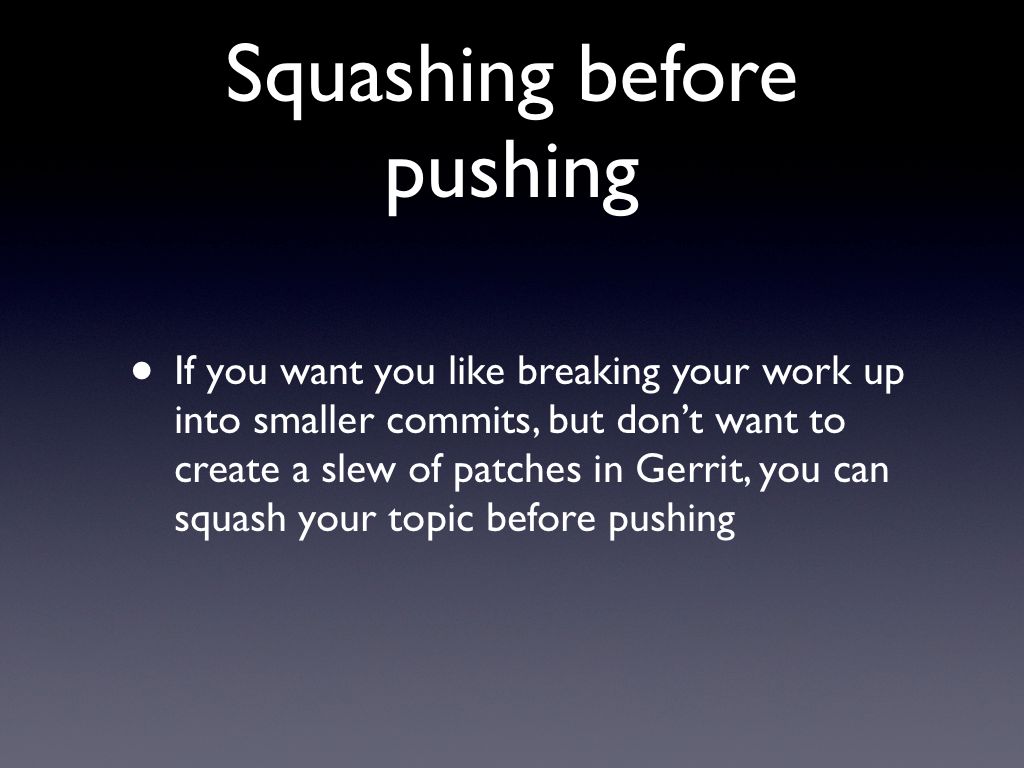 Squashing before
pushing
• If you want you like breaking your work up
into smaller commits, but don’t want to
create a slew of patches in Gerrit, you can
squash your topic before pushing